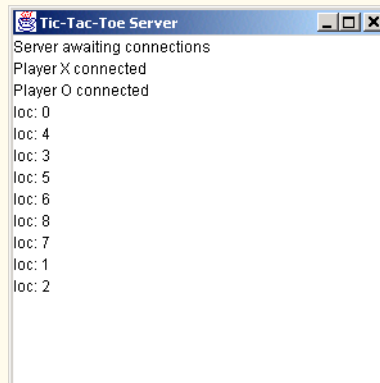 Tic-Tac-Toe Server
Server awaiting connections
Player X connected
Player O connected
loc: 0
loc: 4
loc: 3
loc: 5
loc: 6
loc: 8
loc: 7
loc: 1
loc: 2